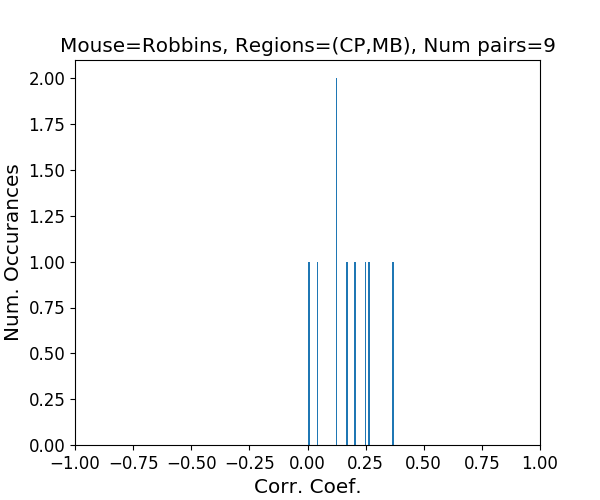 Mouse=Robbins, Regions=(CP,MB), Num pairs=9
2.00
1.75
1.50
1.25
1.00
0.75
0.50
0.25
0.00
Num. Occurances
−1.00 −0.75 −0.50 −0.25 0.00 0.25 0.50 0.75 1.00
Corr. Coef.